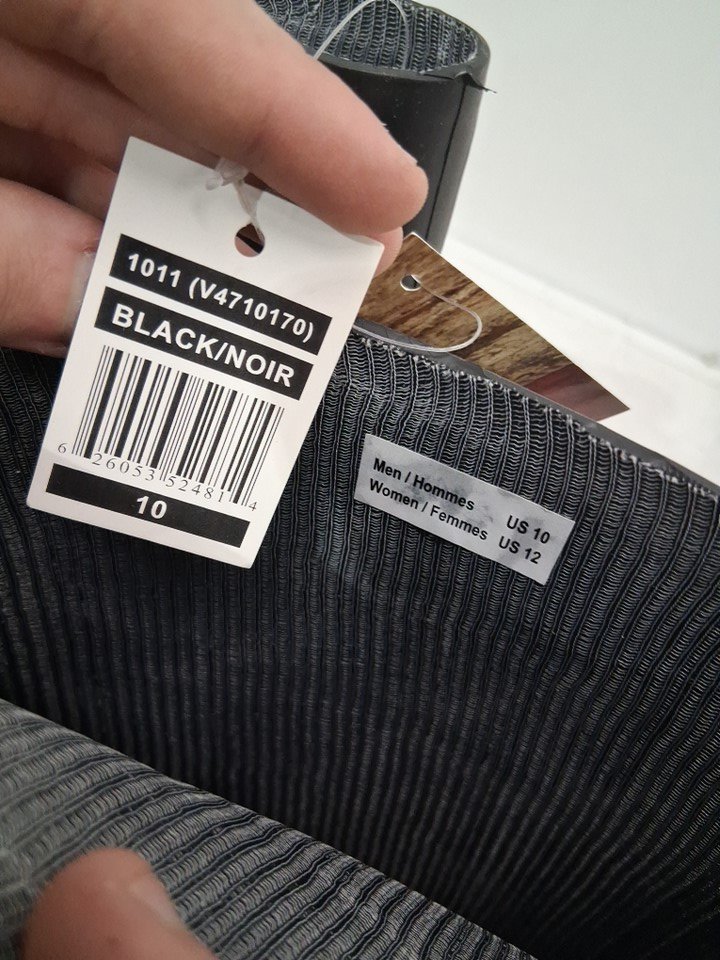 1011 (V4710170)
BLACK/NOIR
6 26053 52481 4
10
Men / Hommes US 10
Women / Femmes US 12